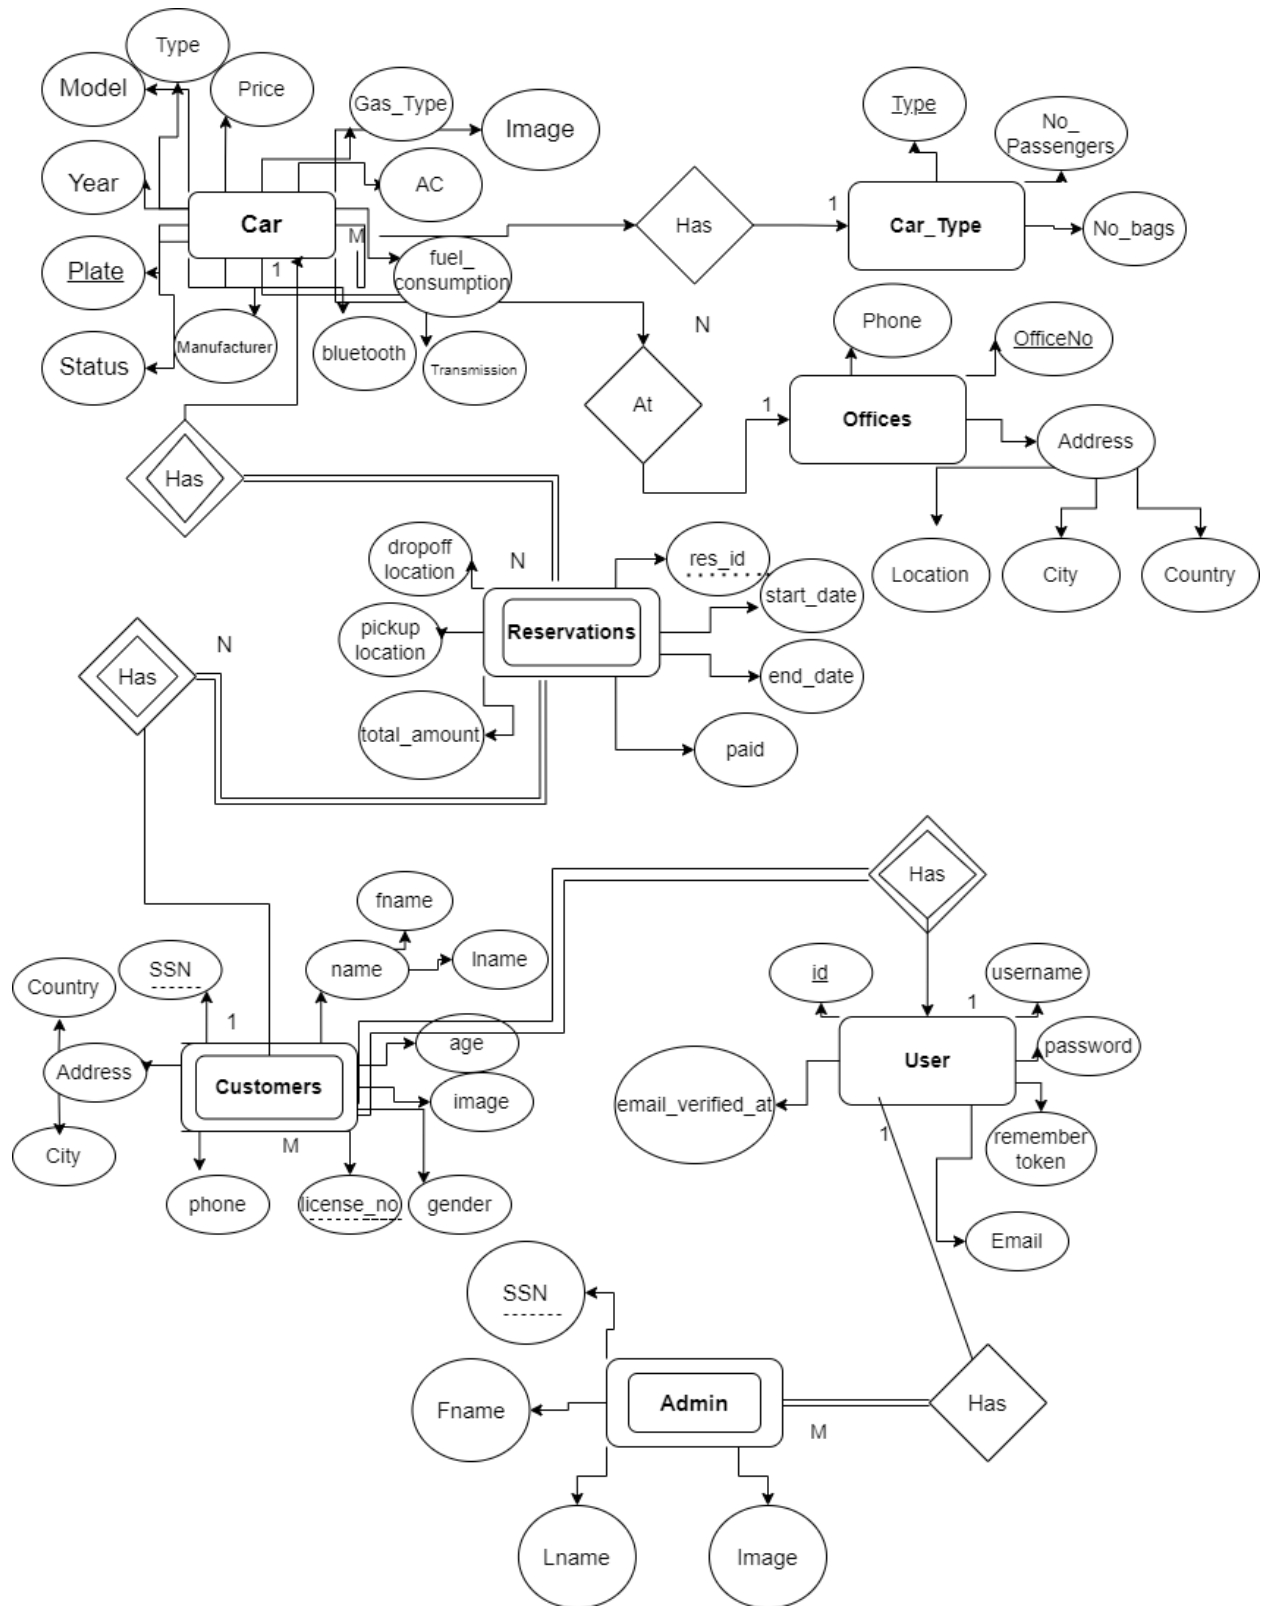 Type
Model
Price
Gas_Type
Image
Year
AC
Car
M
1
Plate
fuel_
consumption
Status
Manufacturer
bluetooth
Transmission
Has
1
Type
No_
Passengers
Car_Type
No_bags
N
At
1
Phone
OfficeNo
Offices
Address
Location
City
Country
Has
N
dropoff
location
res_id
start_date
pickup
location
Reservations
end_date
total_amount
paid
Has
N
Has
fname
name
lname
SSN
Country
1
age
Address
Customers
image
City
M
phone
license_no
gender
id
username
1
User
password
email_verified_at
1
remember
token
Email
SSN
Fname
Admin
M
Has
Lname
Image